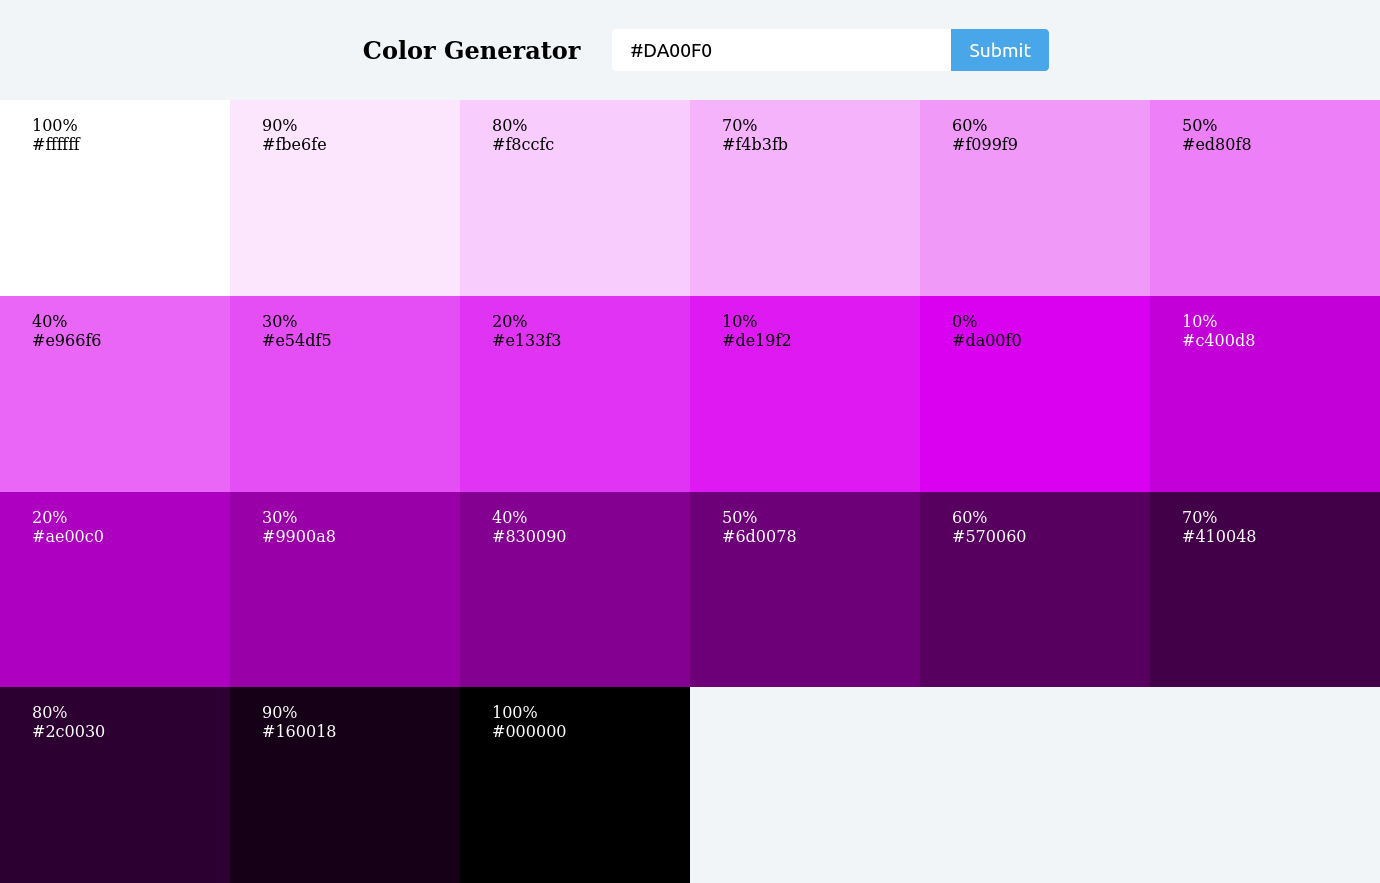 Color Generator
#DA00F0
Submit
100%
#ffffff
90%
#fbe6fe
80%
#f8ccfc
70%
#f4b3fb
60%
#f099f9
50%
#ed80f8
40%
#e966f6
30%
#e54df5
20%
#e133f3
10%
#de19f2
0%
#da00f0
10%
#c400d8
20%
#ae00c0
30%
#9900a8
40%
#830090
50%
#6d0078
60%
#570060
70%
#410048
80%
#2c0030
90%
#160018
100%
#000000